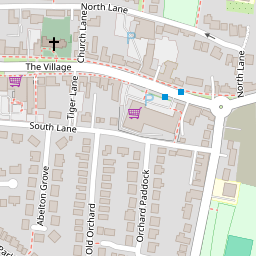 North Lane
Church Lane
The Village
North Lane
Tiger Lane
South Lane
Abelton Grove
Orchard Paddock
Old Orchard